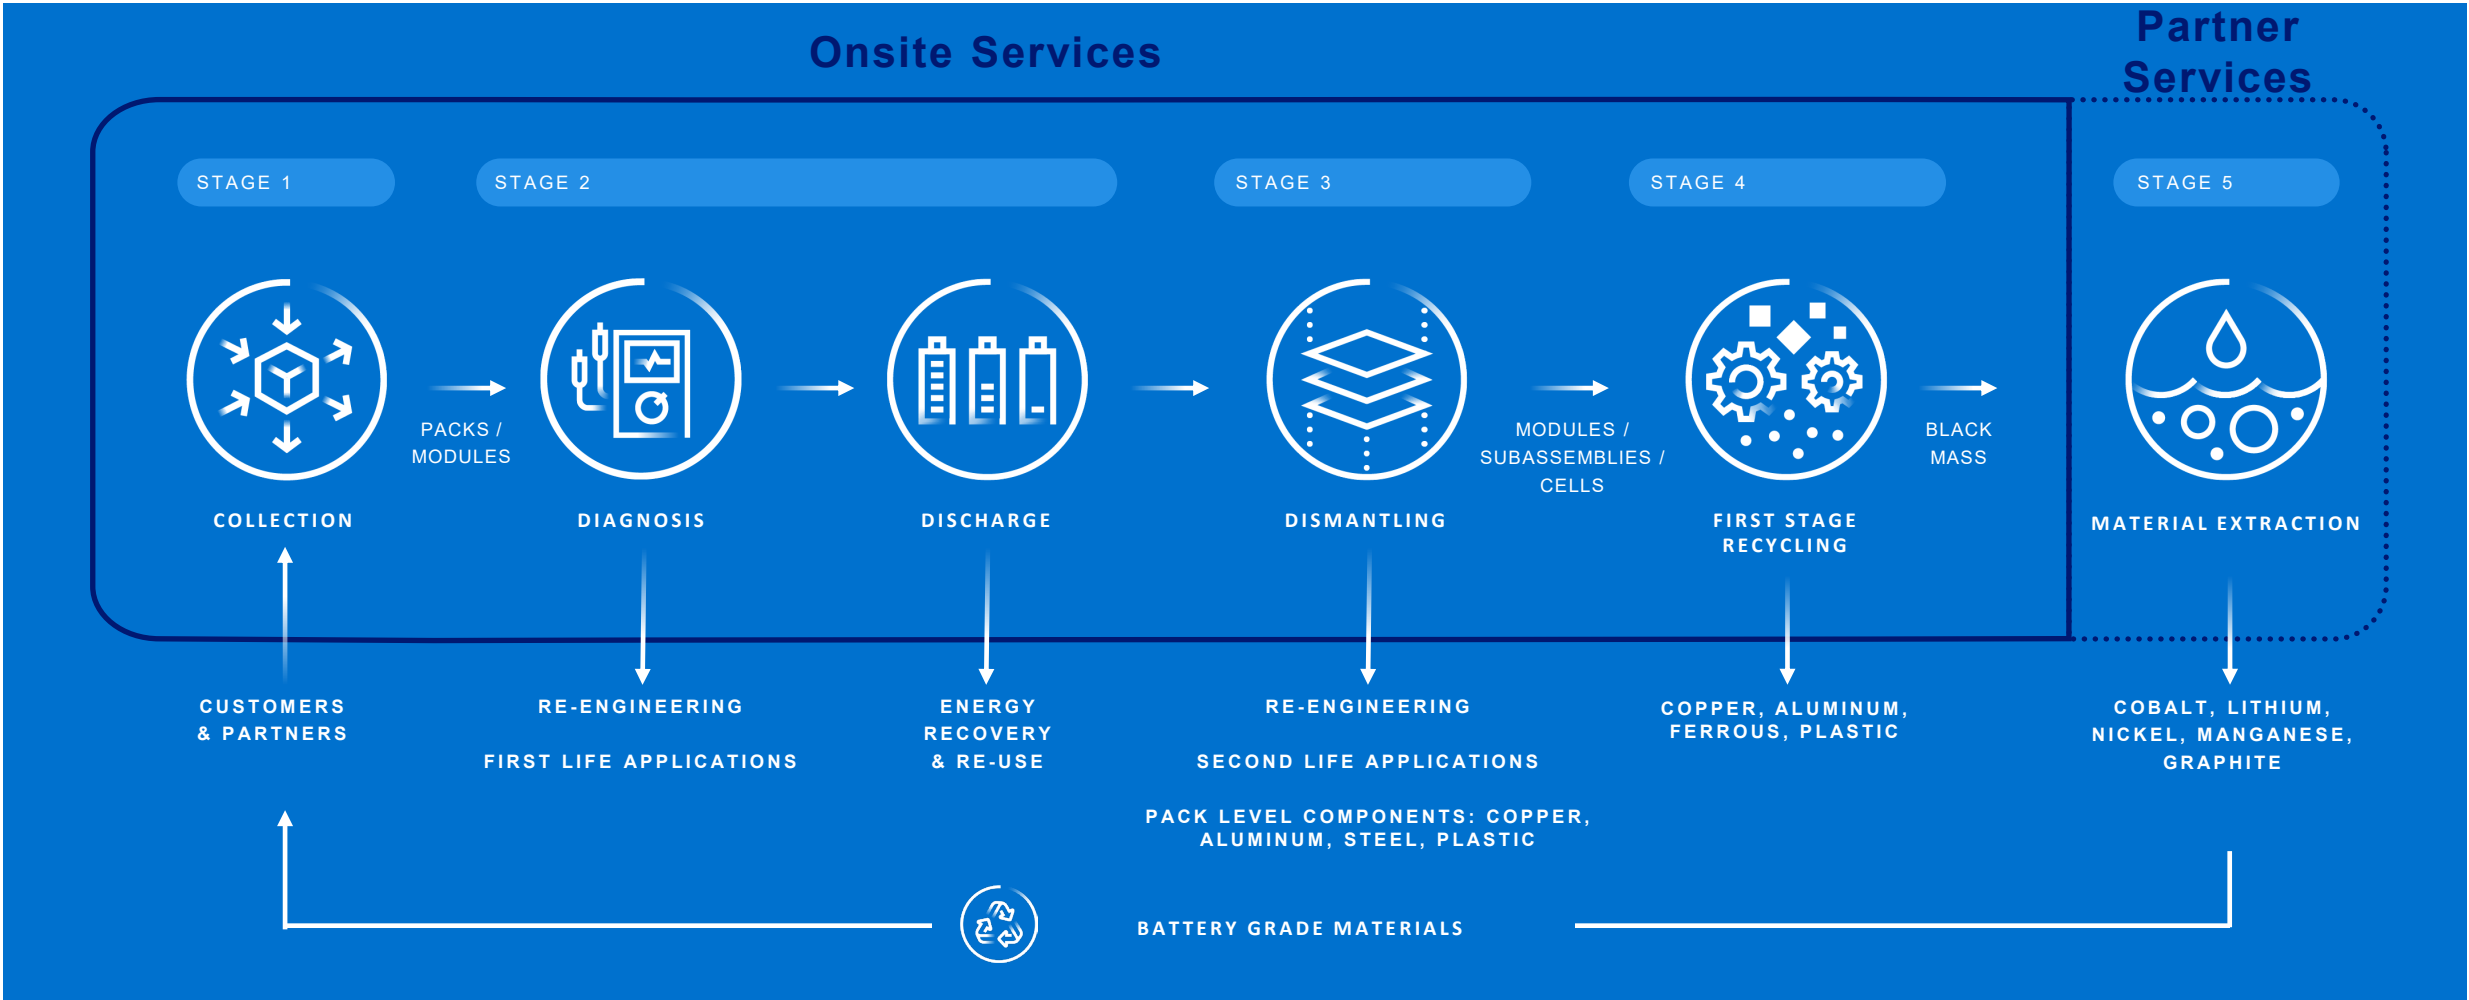 Onsite Services
Partner
Services
STAGE 1
STAGE 2
STAGE 3
STAGE 4
STAGE 5
PACKS /
MODULES
MODULES /
SUBASSEMBLIES /
CELLS
BLACK
MASS
COLLECTION
DIAGNOSIS
DISCHARGE
DISMANTLING
FIRST STAGE
RECYCLING
MATERIAL EXTRACTION
CUSTOMERS
& PARTNERS
RE-ENGINEERING
FIRST LIFE APPLICATIONS
ENERGY
RECOVERY
& RE-USE
RE-ENGINEERING
SECOND LIFE APPLICATIONS
PACK LEVEL COMPONENTS: COPPER,
ALUMINUM, STEEL, PLASTIC
COPPER, ALUMINUM,
FERROUS, PLASTIC
COBALT, LITHIUM,
NICKEL, MANGANESE,
GRAPHITE
BATTERY GRADE MATERIALS